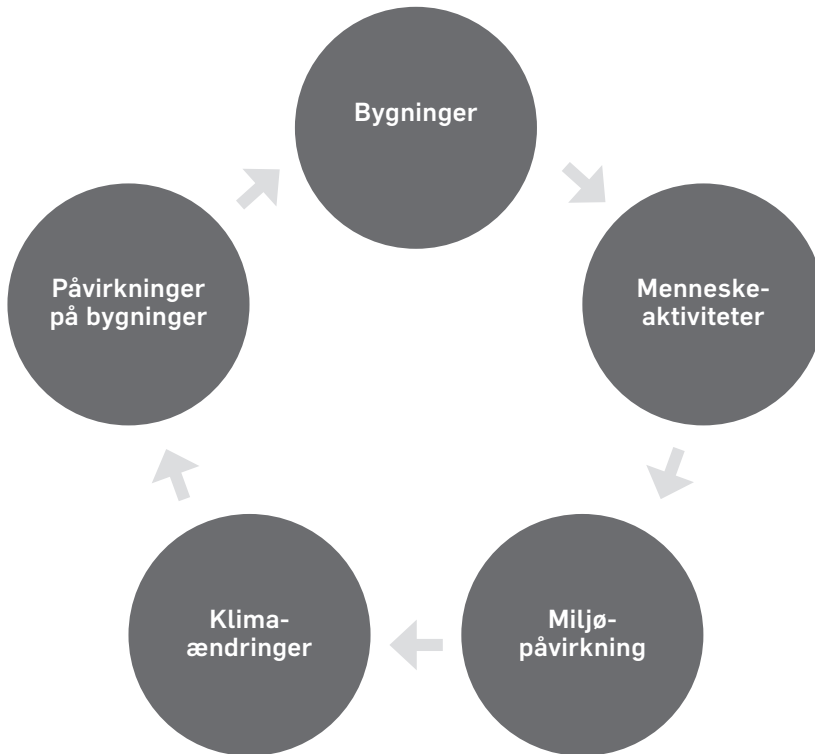 Bygninger
Menneske-
aktiviteter
Miljø-
påvirkning
Klima-
ændringer
Påvirkninger
på bygninger